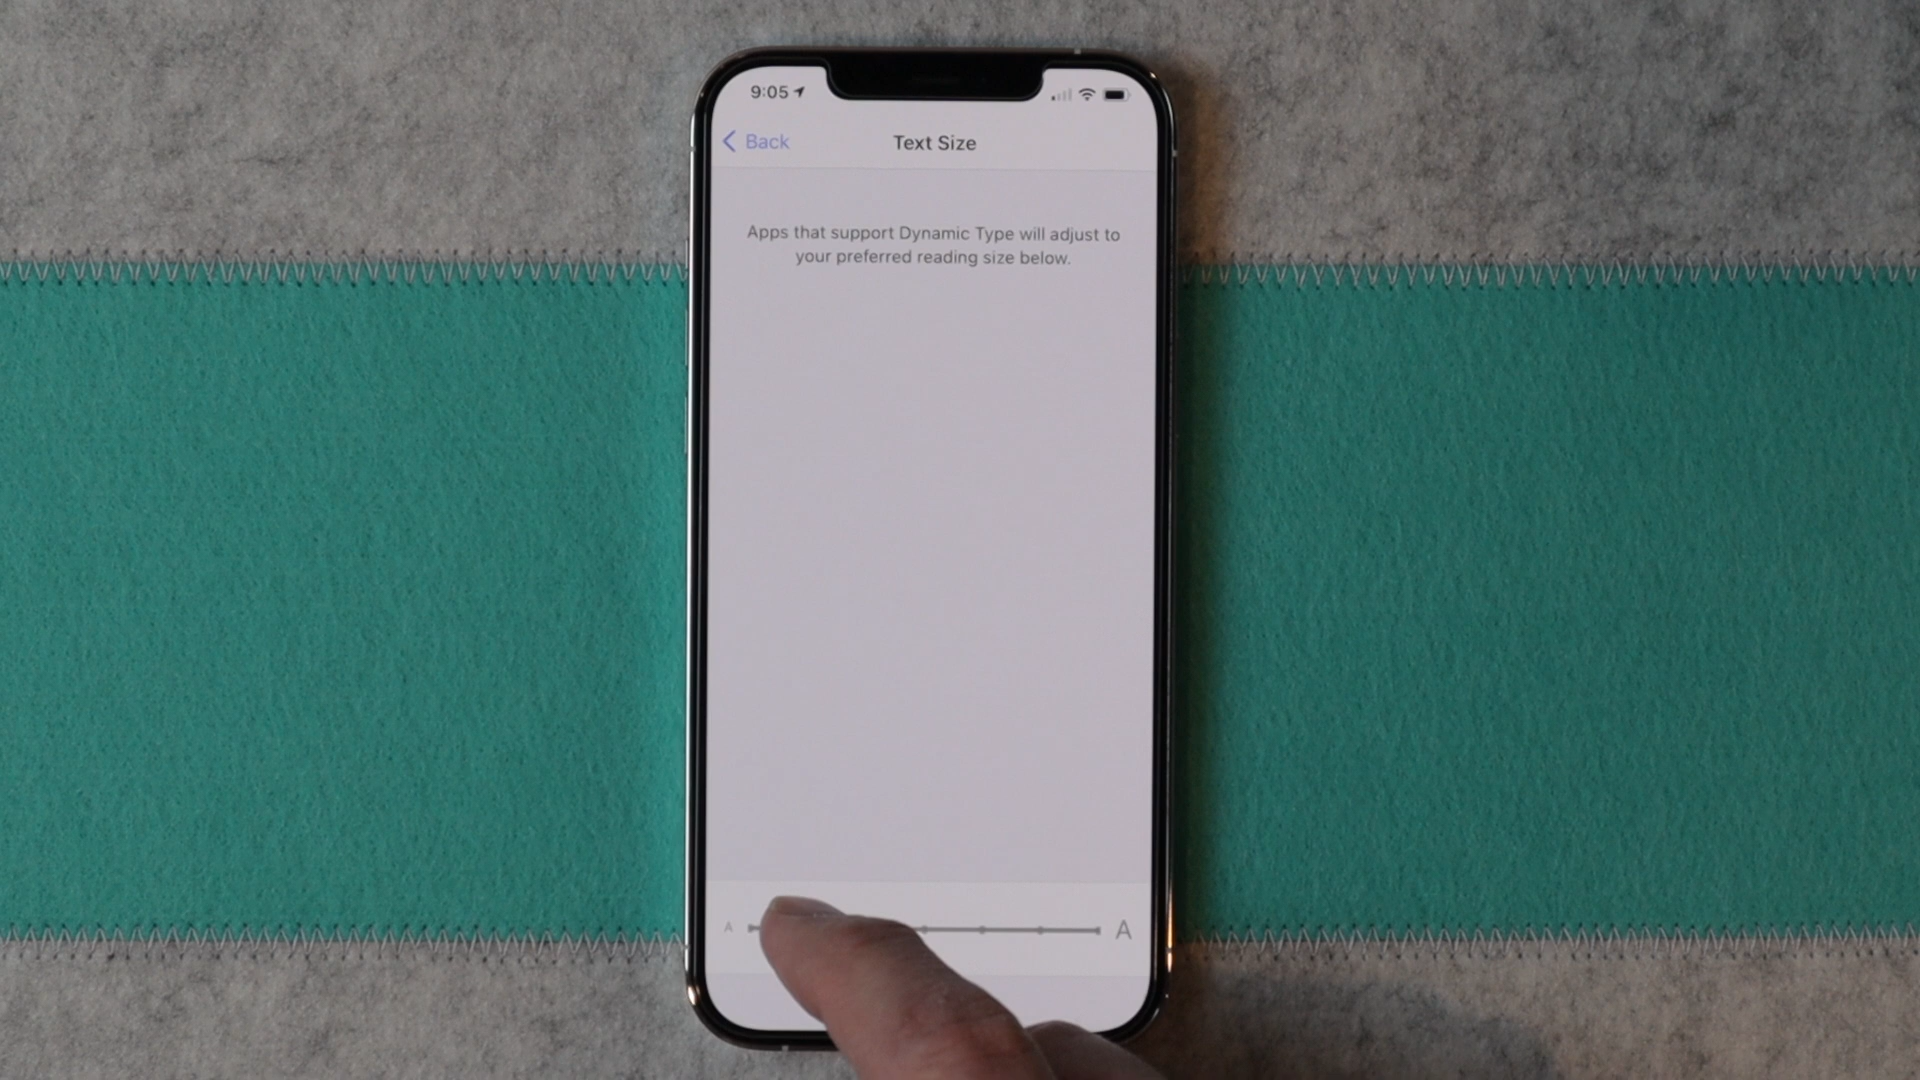 9:05
Back
Text Size
Apps that support Dynamic Type will adjust to
your preferred reading size below.
A
A